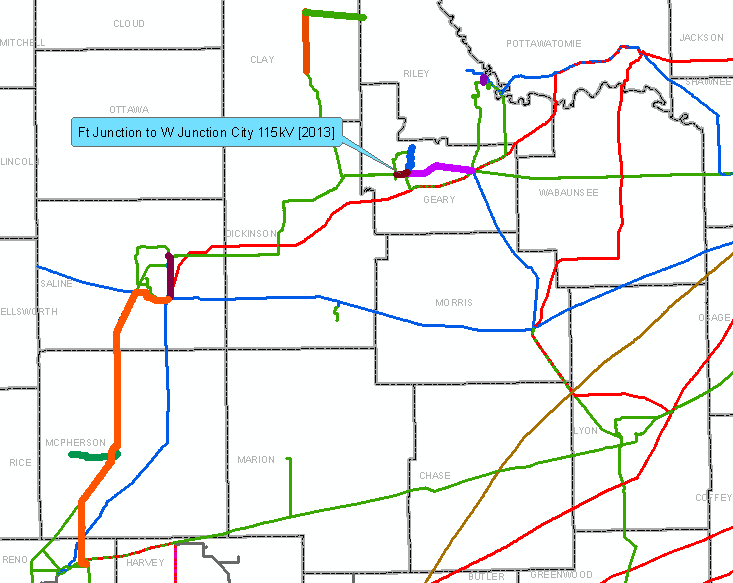 CLOUD
POTTAWATOMIE
JACKSON
MITCHELL
CLAY
RILEY
SHAWNEE
OTTAWA
Ft Junction to W Junction City 115kV [2013]
LINCOLN
WABAUNSEE
GEARY
DICKINSON
SALINE
MORRIS
ELLSWORTH
OSAGE
LYON
MCPHERSON
MARION
RICE
CHASE
COFFEY
RENO
HARVEY
BUTLER
GREENWOOD